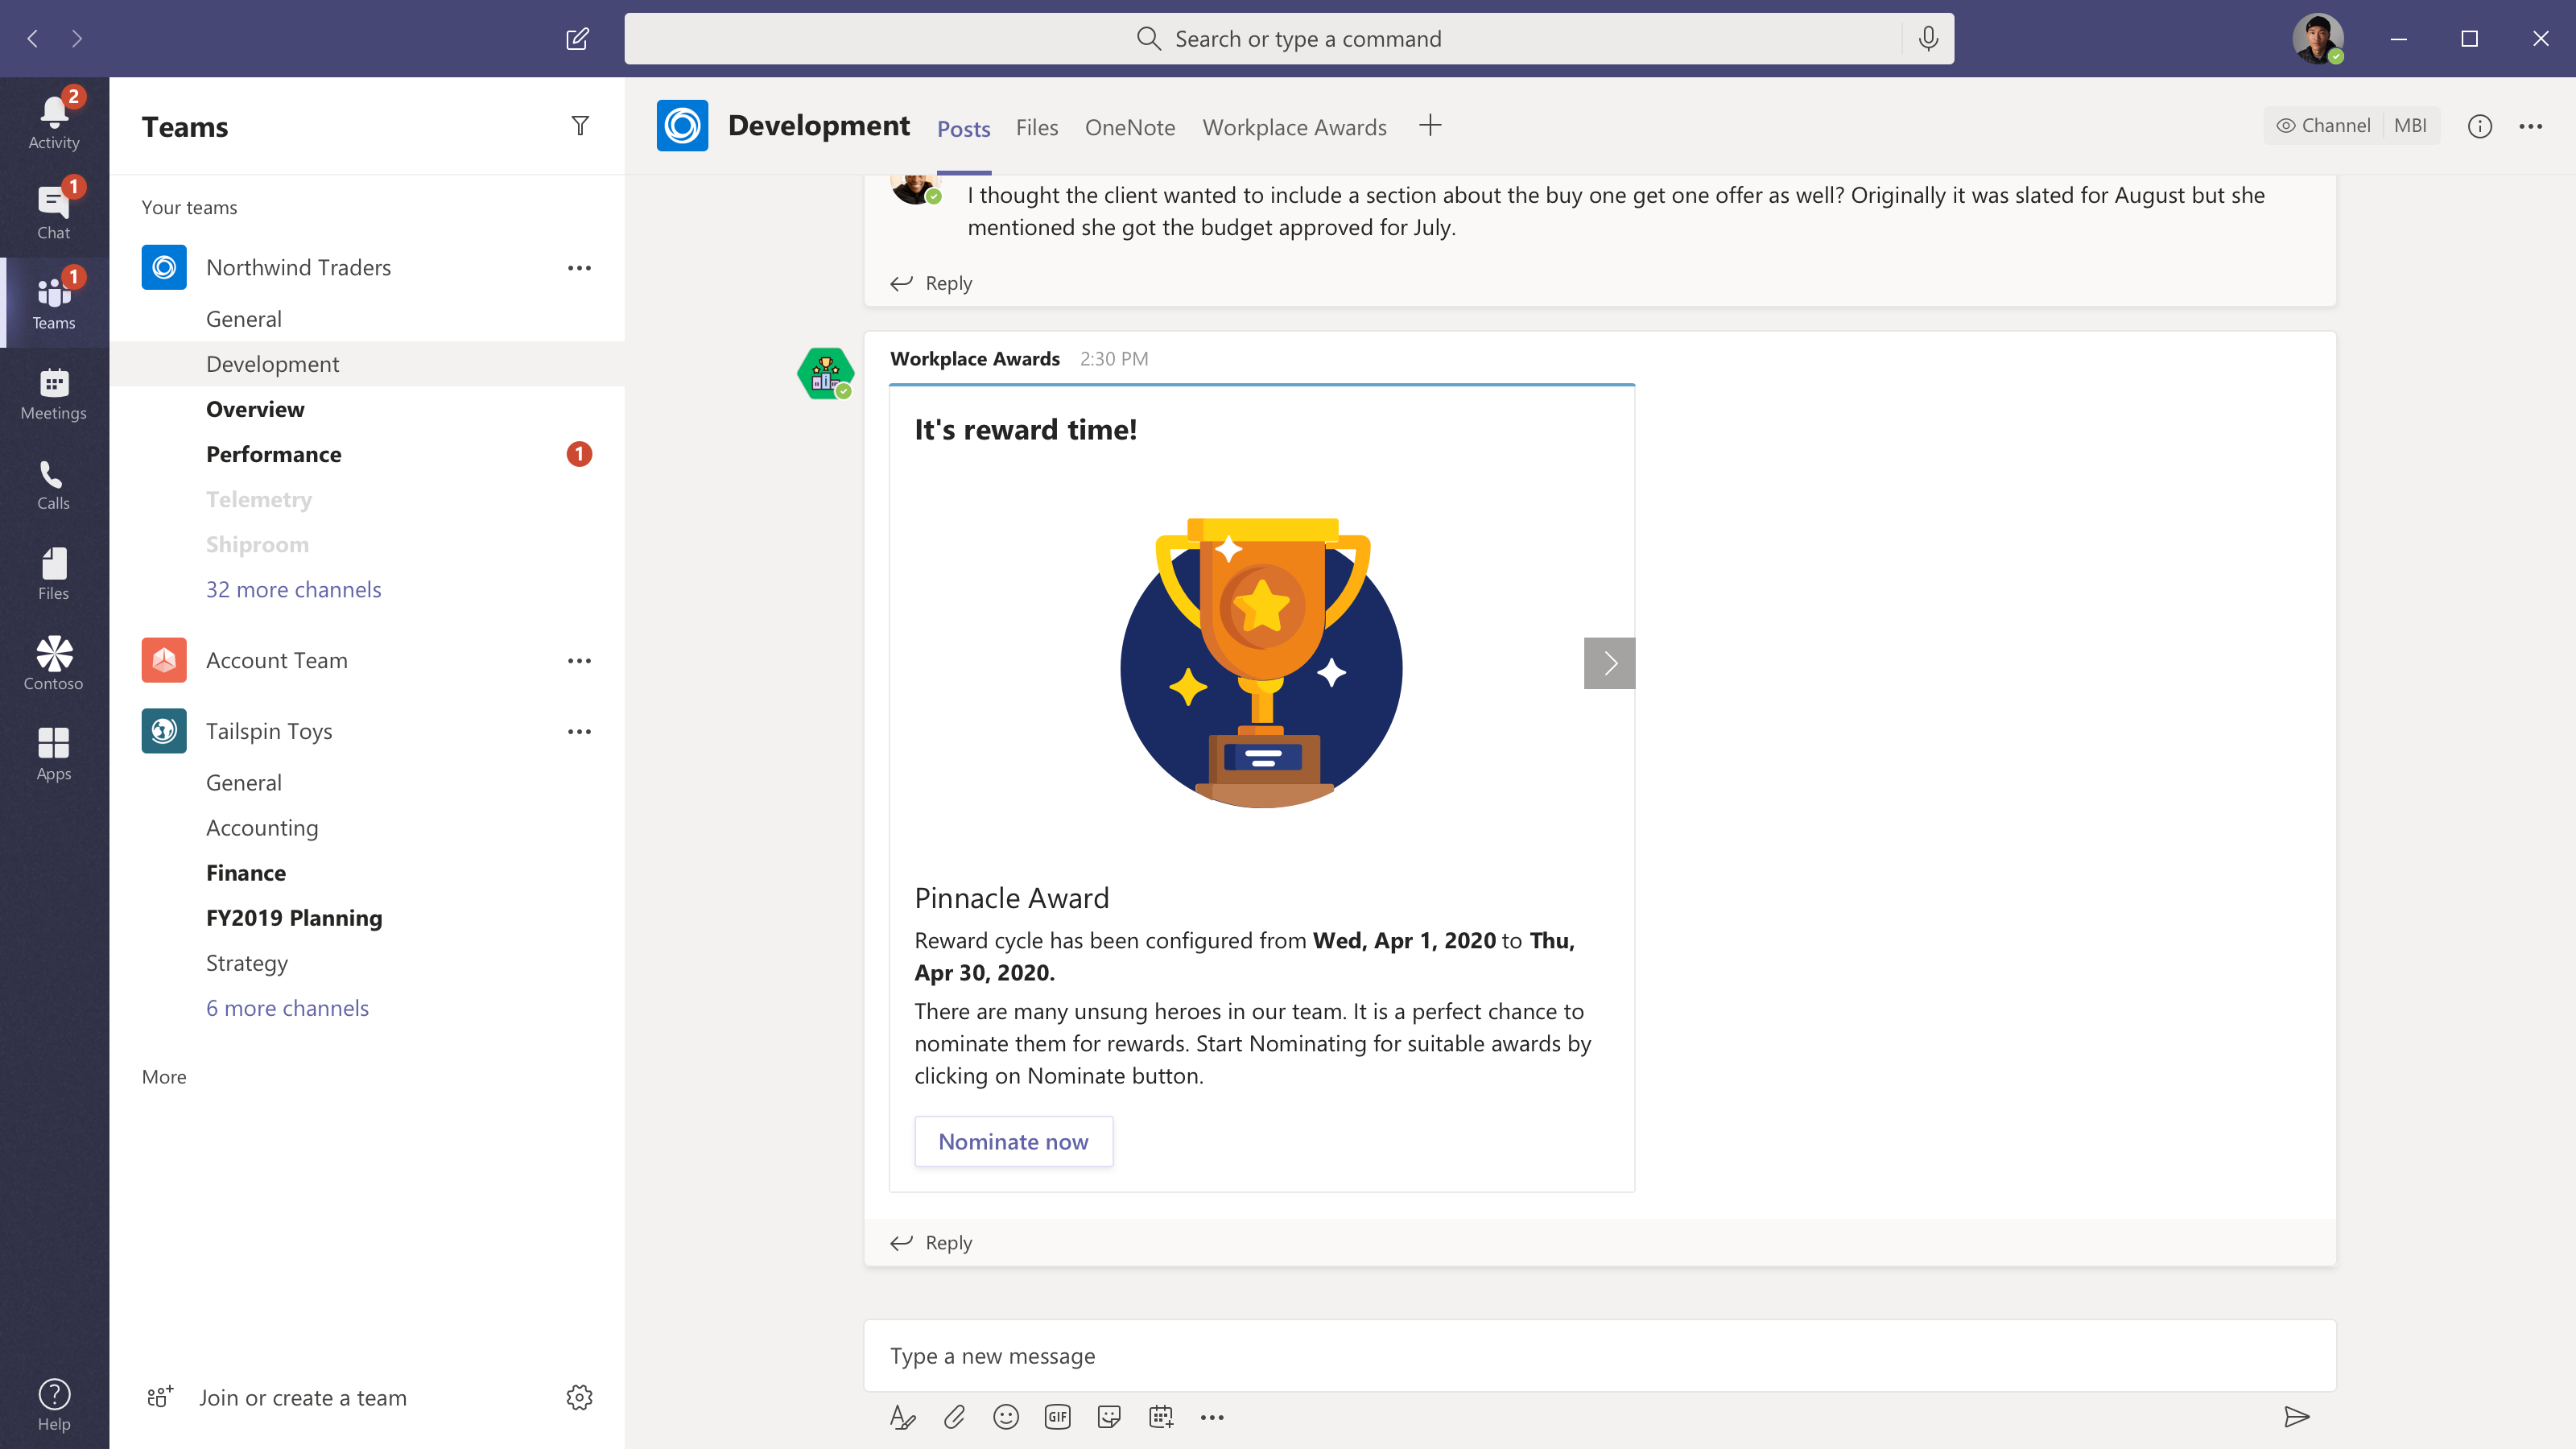 Search or type a command
2
Activity
1
Chat
1
Teams
Meetings
Calls
Files
Contoso
Apps
Help
Teams
Your teams
Northwind Traders
General
Development
Overview
Performance 1
Telemetry
Shiproom
32 more channels
Account Team
Tailspin Toys
General
Accounting
Finance
FY2019 Planning
Strategy
6 more channels
More
Join or create a team
Development Posts Files OneNote Workplace Awards Channel MBI
I thought the client wanted to include a section about the buy one get one offer as well? Originally it was slated for August but she
mentioned she got the budget approved for July.
Reply
Workplace Awards 2:30 PM
It's reward time!
Pinnacle Award
Reward cycle has been configured from Wed, Apr 1, 2020 to Thu,
Apr 30, 2020.
There are many unsung heroes in our team. It is a perfect chance to
nominate them for rewards. Start Nominating for suitable awards by
clicking on Nominate button.
Nominate now
Reply
Type a new message
GIF